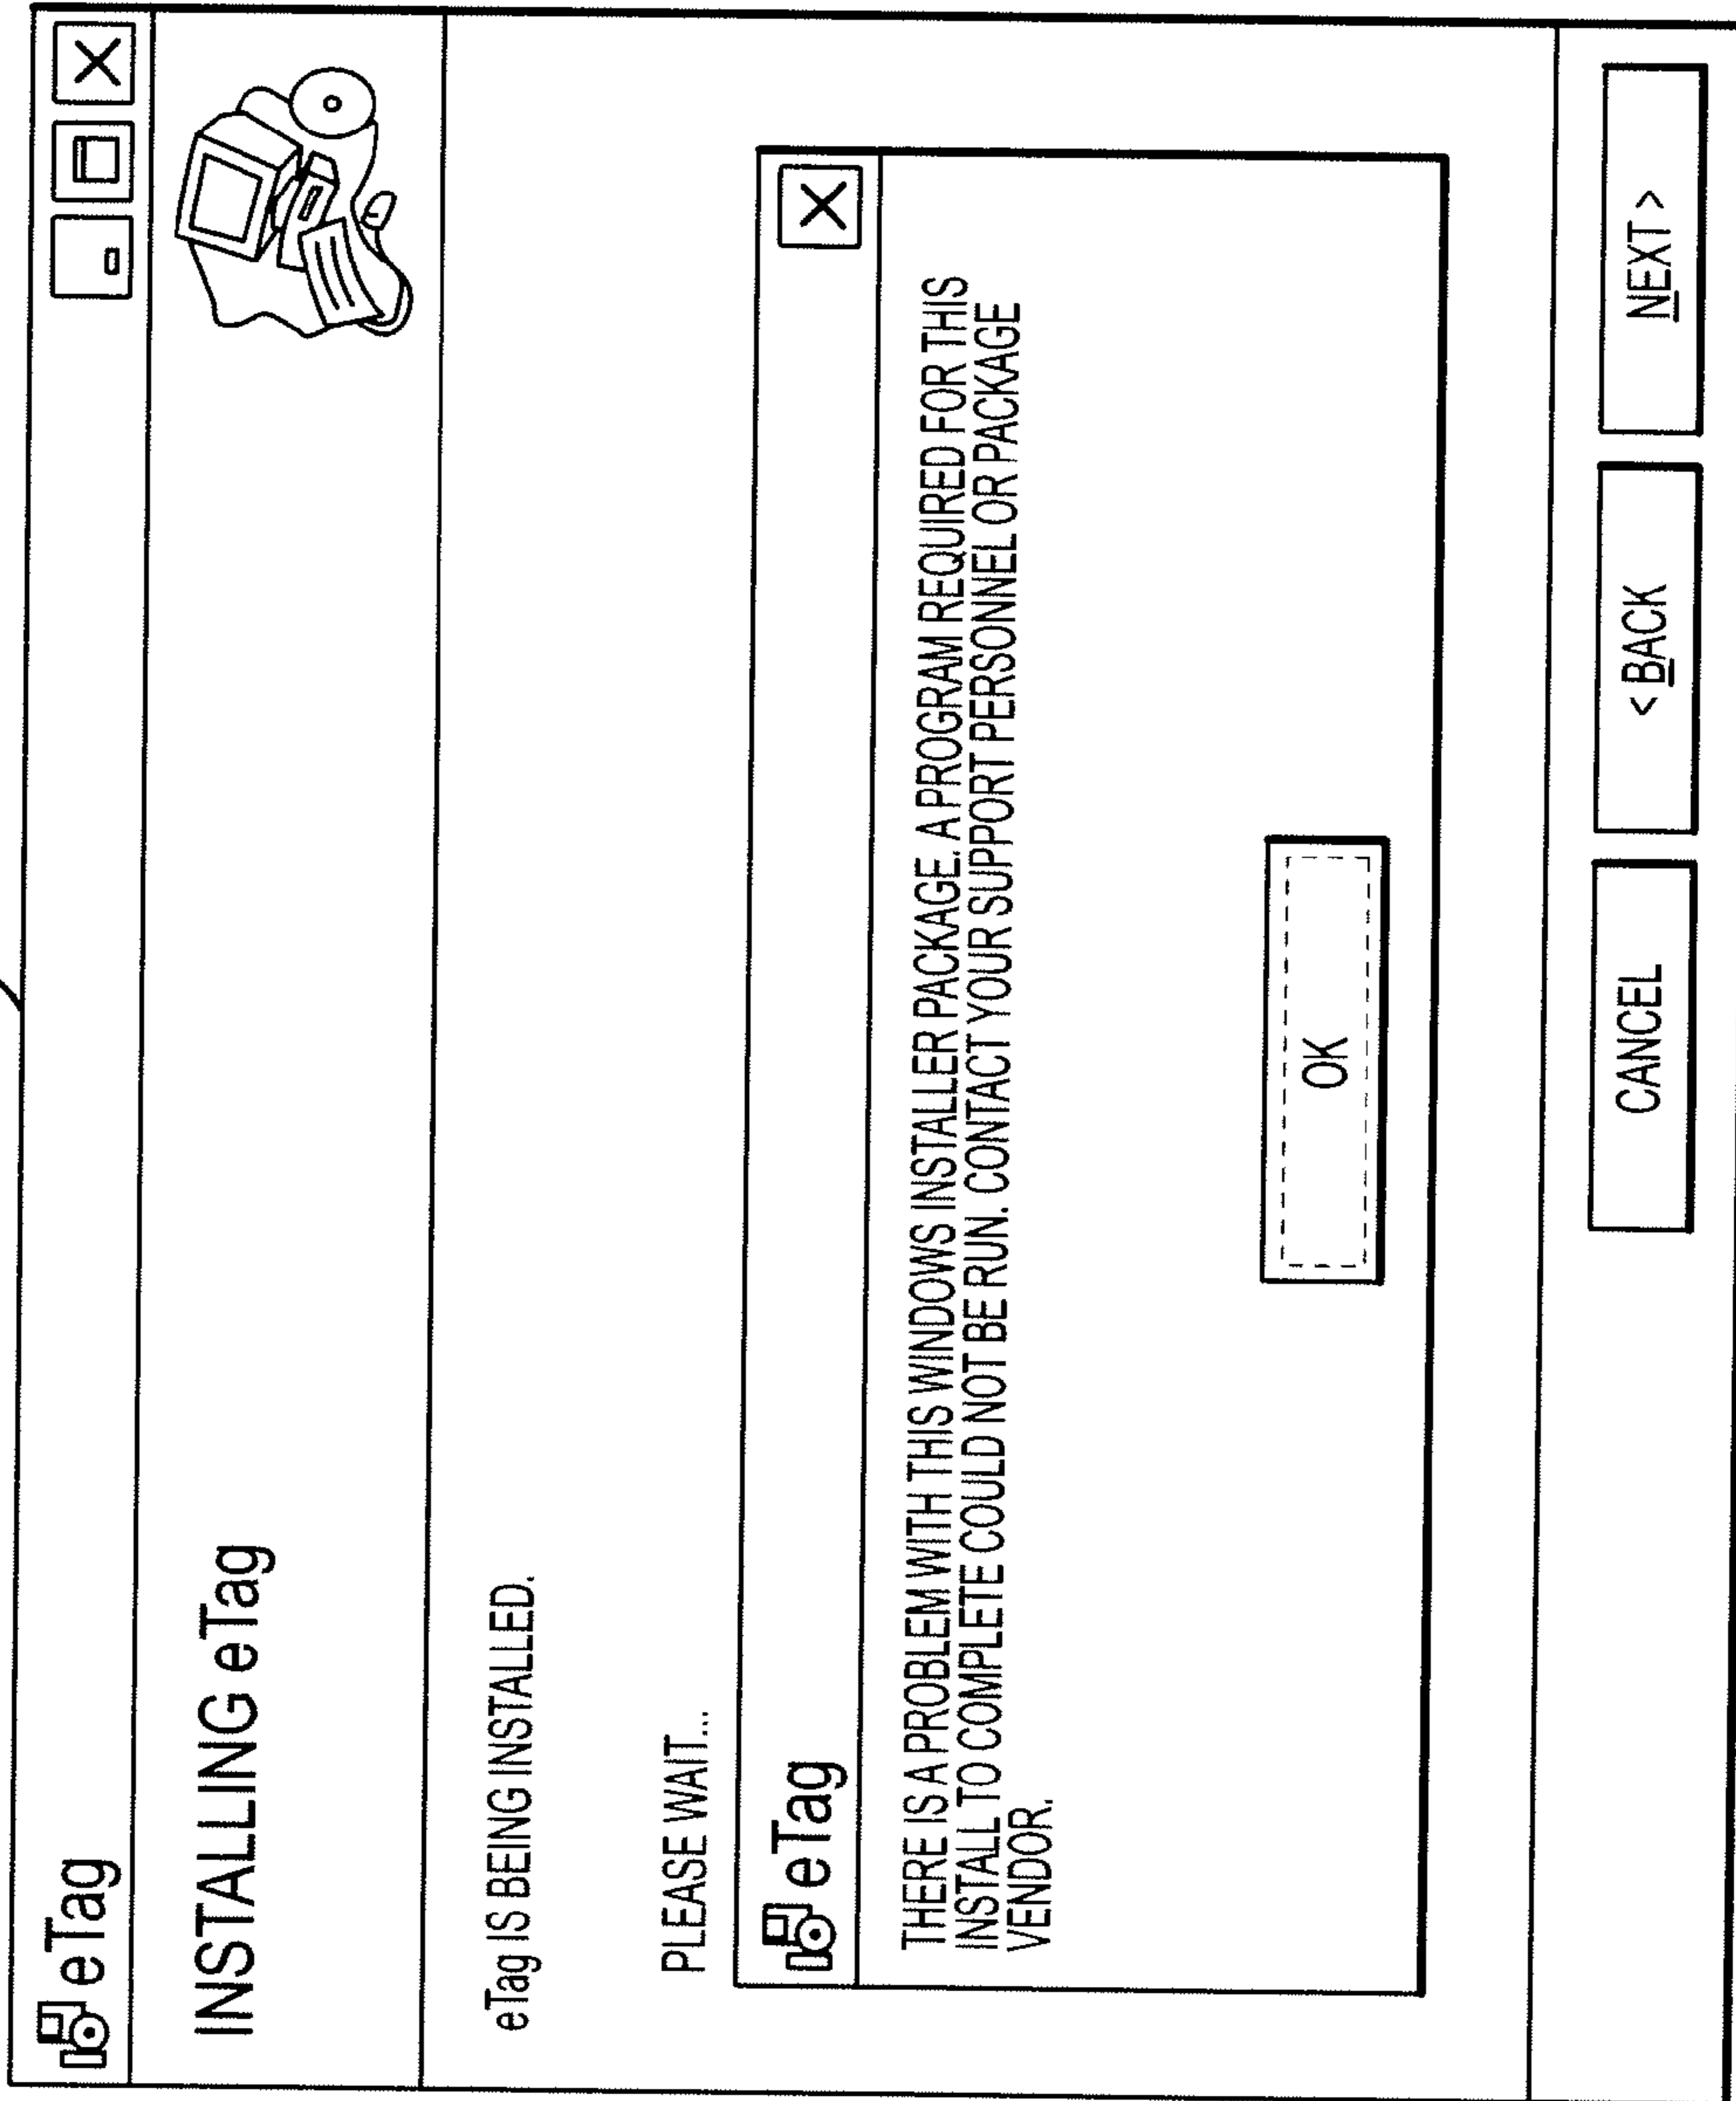 eTag
INSTALLING eTag
eTag IS BEING INSTALLED.
PLEASE WAIT...
eTag
THERE IS A PROBLEM WITH THIS WINDOWS INSTALLER PACKAGE. A PROGRAM REQUIRED FOR THIS
INSTALL TO COMPLETE COULD NOT BE RUN. CONTACT YOUR SUPPORT PERSONNEL OR PACKAGE
VENDOR.
OK
CANCEL
< BACK
NEXT >